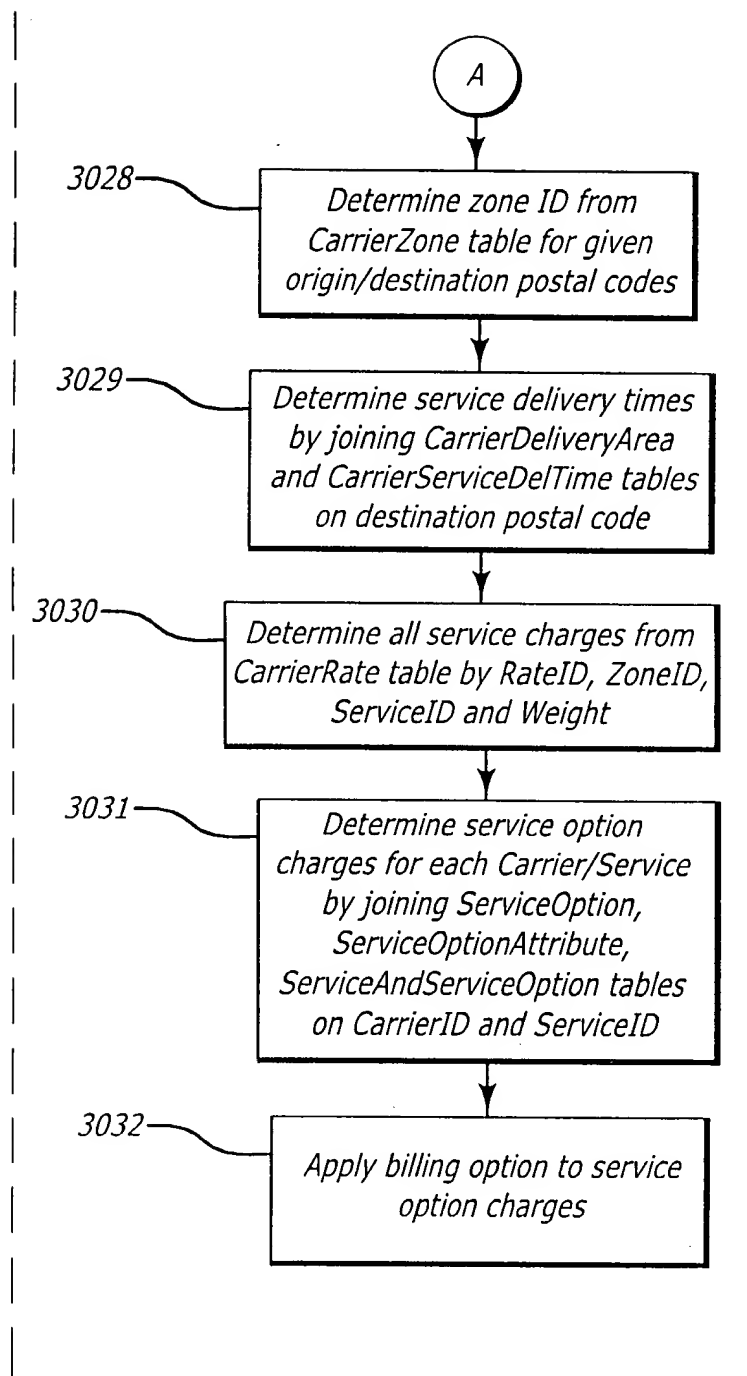 A
3028
Determine zone ID from
CarrierZone table for given
origin/destination postal codes
3029
Determine service delivery times
by joining CarrierDeliveryArea
and CarrierServiceDelTime tables
on destination postal code
3030
Determine all service charges from
CarrierRate table by RateID, ZoneID,
ServiceID and Weight
3031
Determine service option
charges for each Carrier/Service
by joining ServiceOption,
ServiceOptionAttribute,
ServiceAndServiceOption tables
on CarrierID and ServiceID
3032
Apply billing option to service
option charges